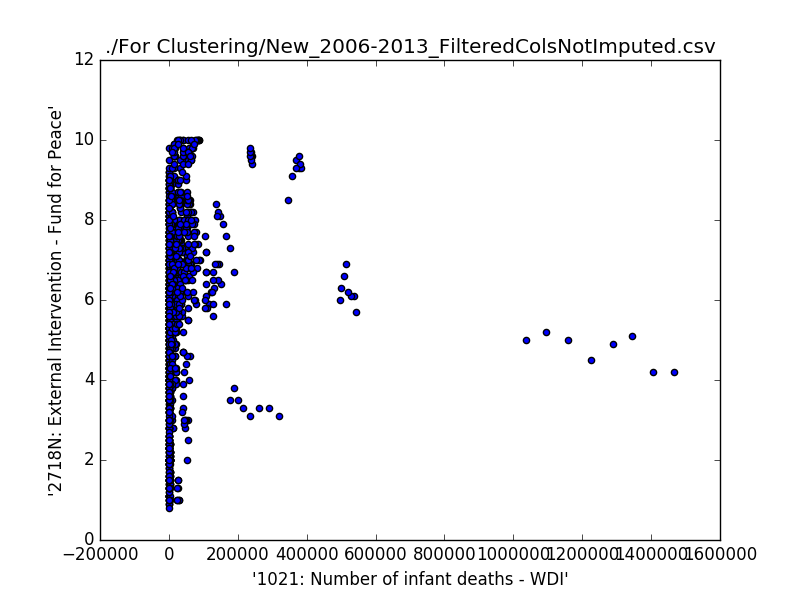 ./For Clustering/New_2006-2013_FilteredColsNotImputed.csv
12
10
8
6
4
2
0
'2718N: External Intervention - Fund for Peace'
−200000 0 200000 400000 600000 800000 1000000 1200000 1400000 1600000
'1021: Number of infant deaths - WDI'